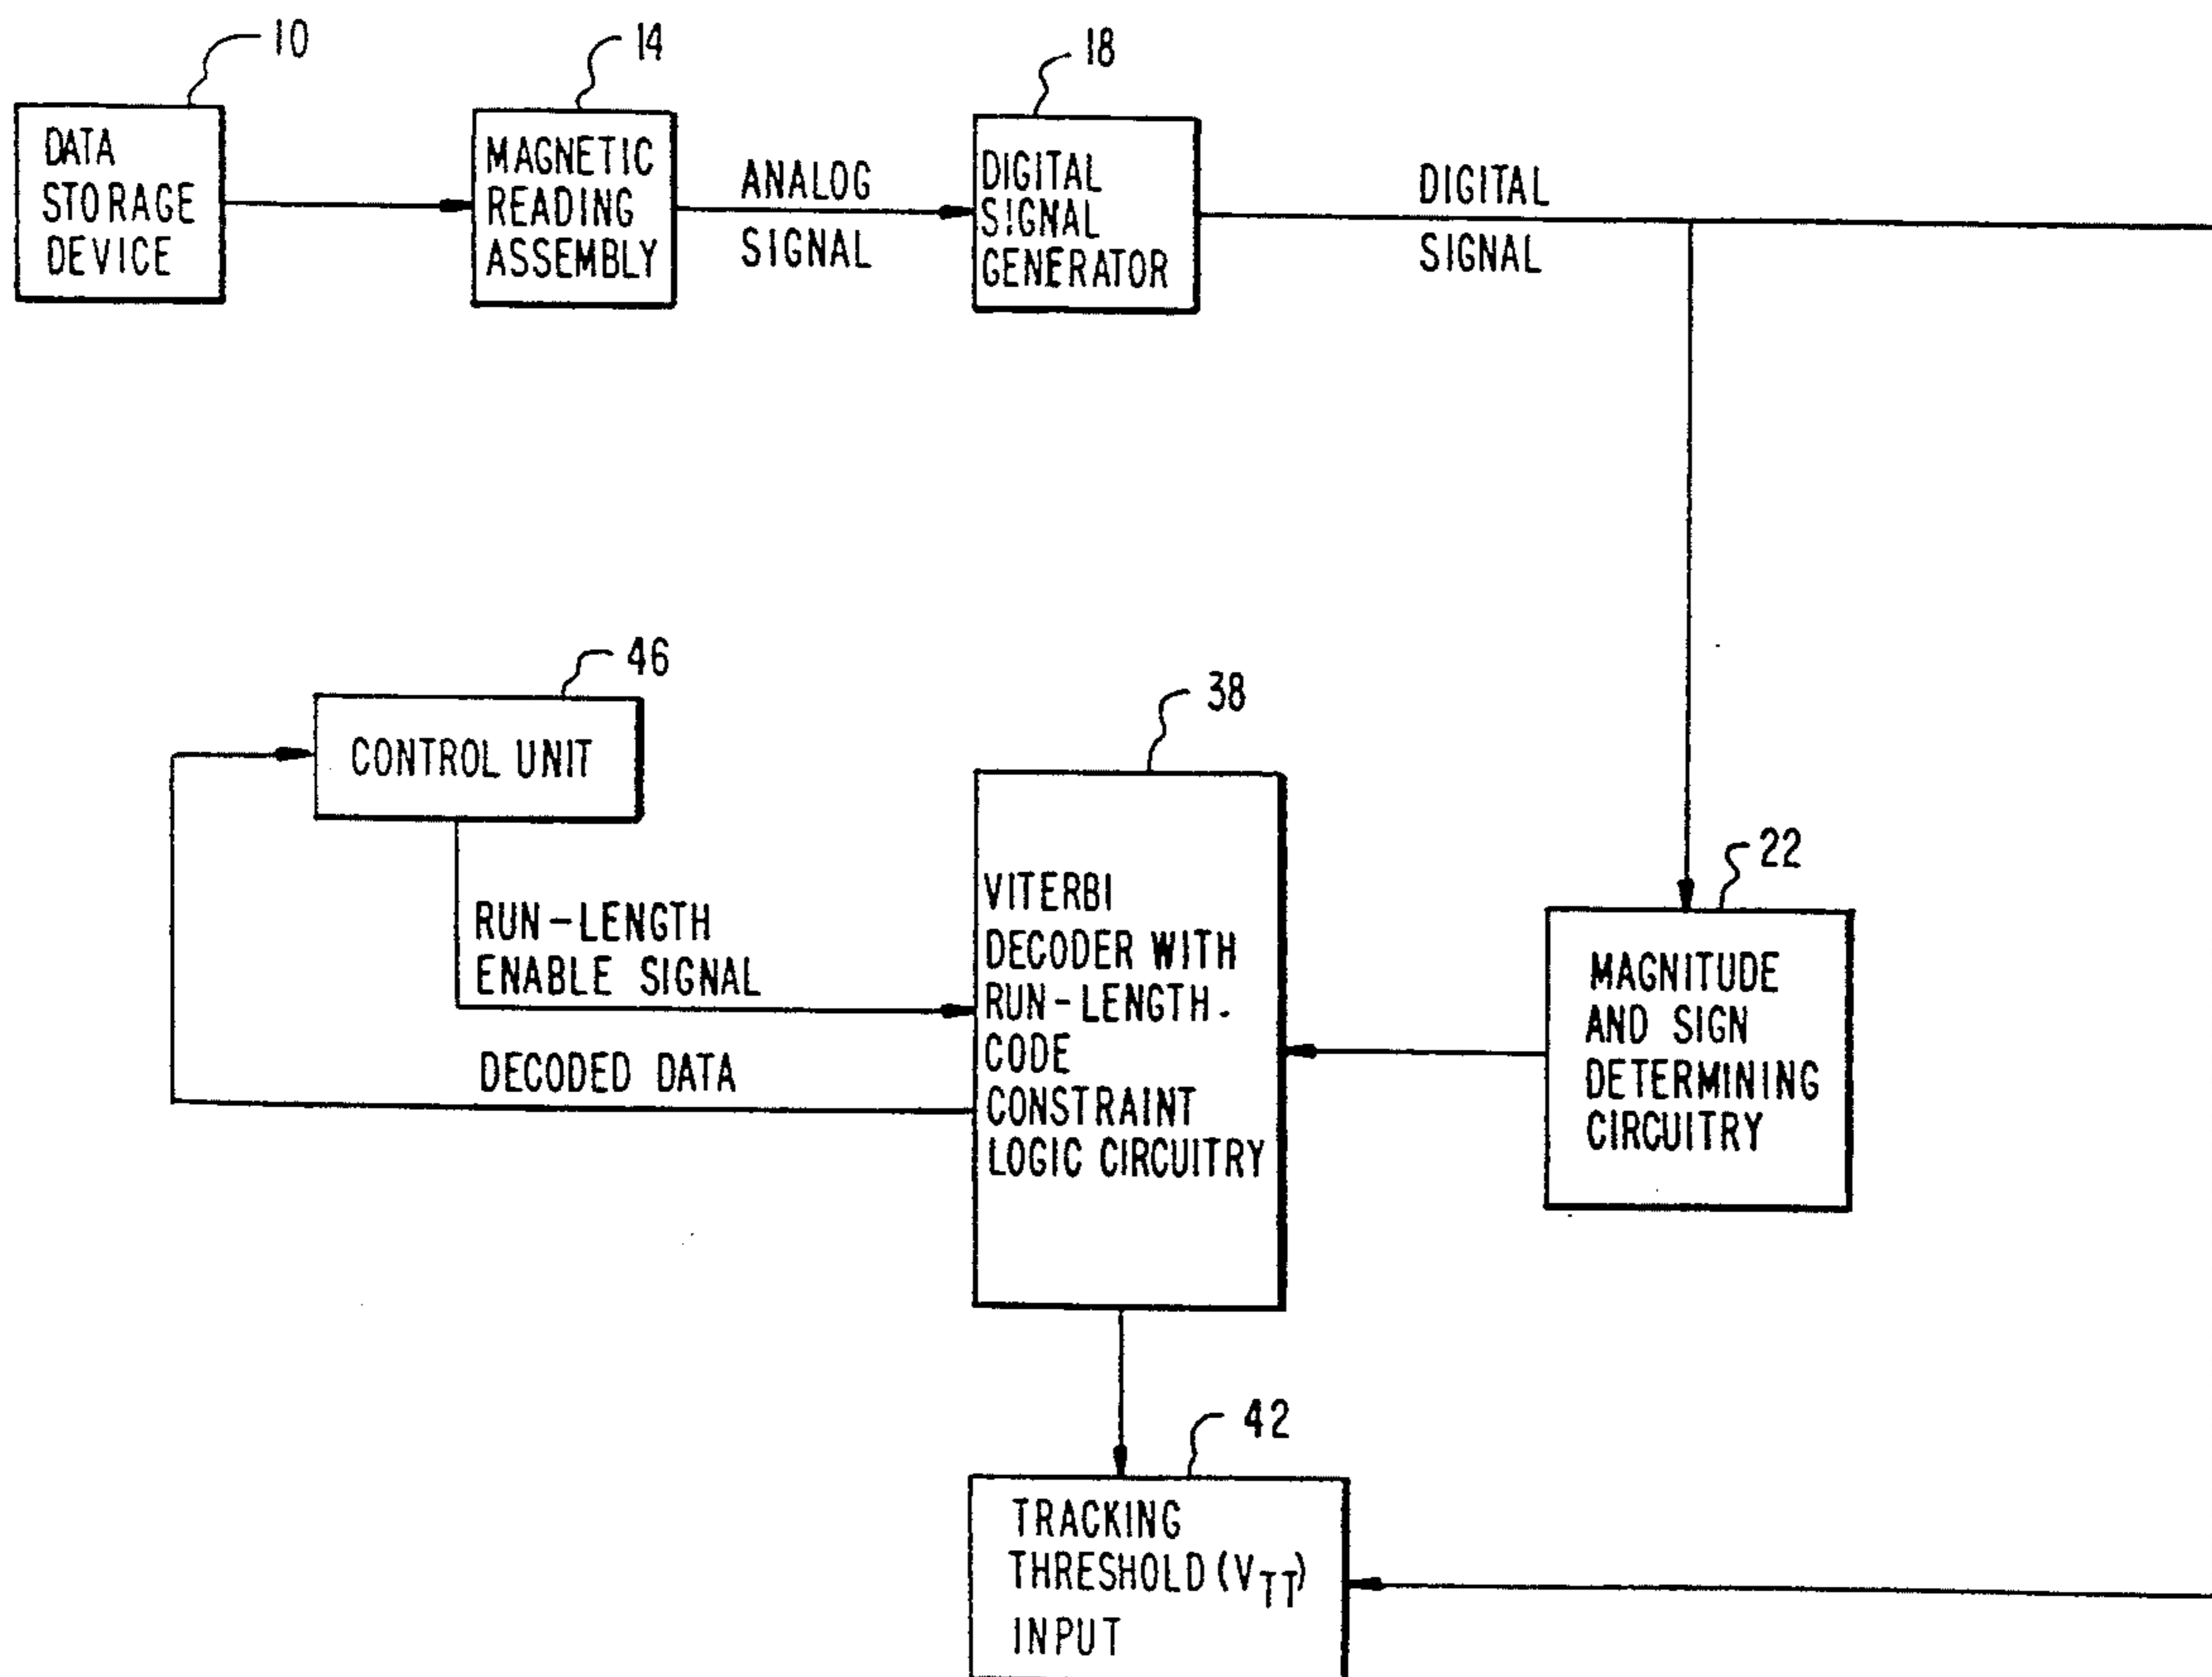 10
DATA
STORAGE
DEVICE
14
MAGNETIC
READING
ASSEMBLY
ANALOG
SIGNAL
18
DIGITAL
SIGNAL
GENERATOR
DIGITAL
SIGNAL
46
CONTROL UNIT
RUN-LENGTH
ENABLE SIGNAL
DECODED DATA
38
VITERBI
DECODER WITH
RUN-LENGTH
CODE
CONSTRAINT
LOGIC CIRCUITRY
22
MAGNITUDE
AND SIGN
DETERMINING
CIRCUITRY
42
TRACKING
THRESHOLD (VTT)
INPUT